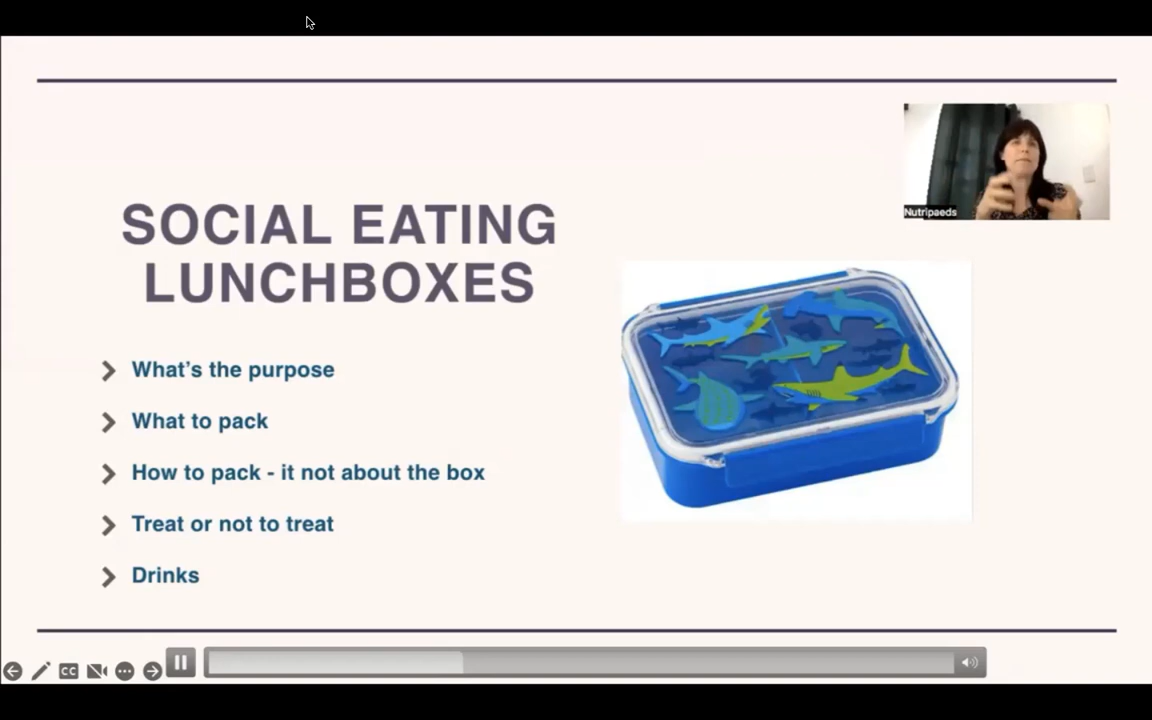 SOCIAL EATING
LUNCHBOXES
What's the purpose
What to pack
How to pack - it not about the box
Treat or not to treat
Drinks
Nutripaeds
CC